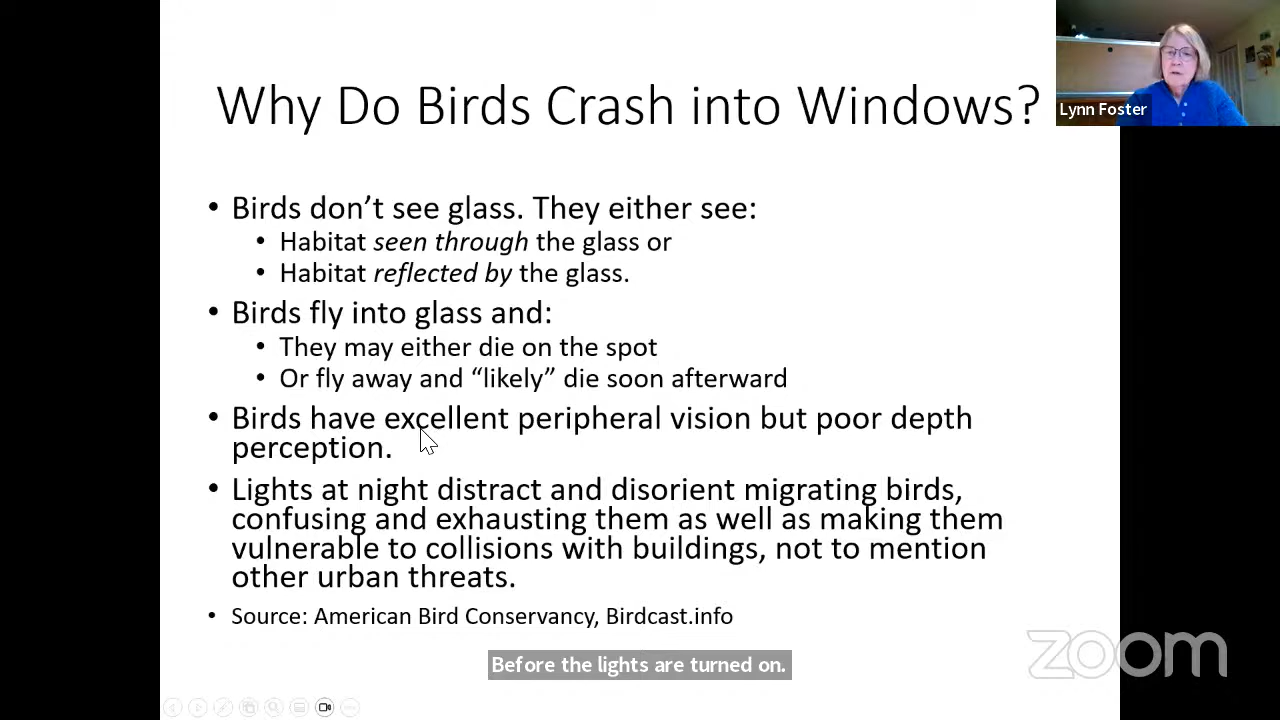 Why Do Birds Crash into Windows?
Lynn Foster
• Birds don’t see glass. They either see:
• Habitat seen through the glass or
• Habitat reflected by the glass.
• Birds fly into glass and:
• They may either die on the spot
• Or fly away and “likely” die soon afterward
• Birds have excellent peripheral vision but poor depth
perception.
• Lights at night distract and disorient migrating birds,
confusing and exhausting them as well as making them
vulnerable to collisions with buildings, not to mention
other urban threats.
• Source: American Bird Conservancy, Birdcast.info
Before the lights are turned on.
zoom